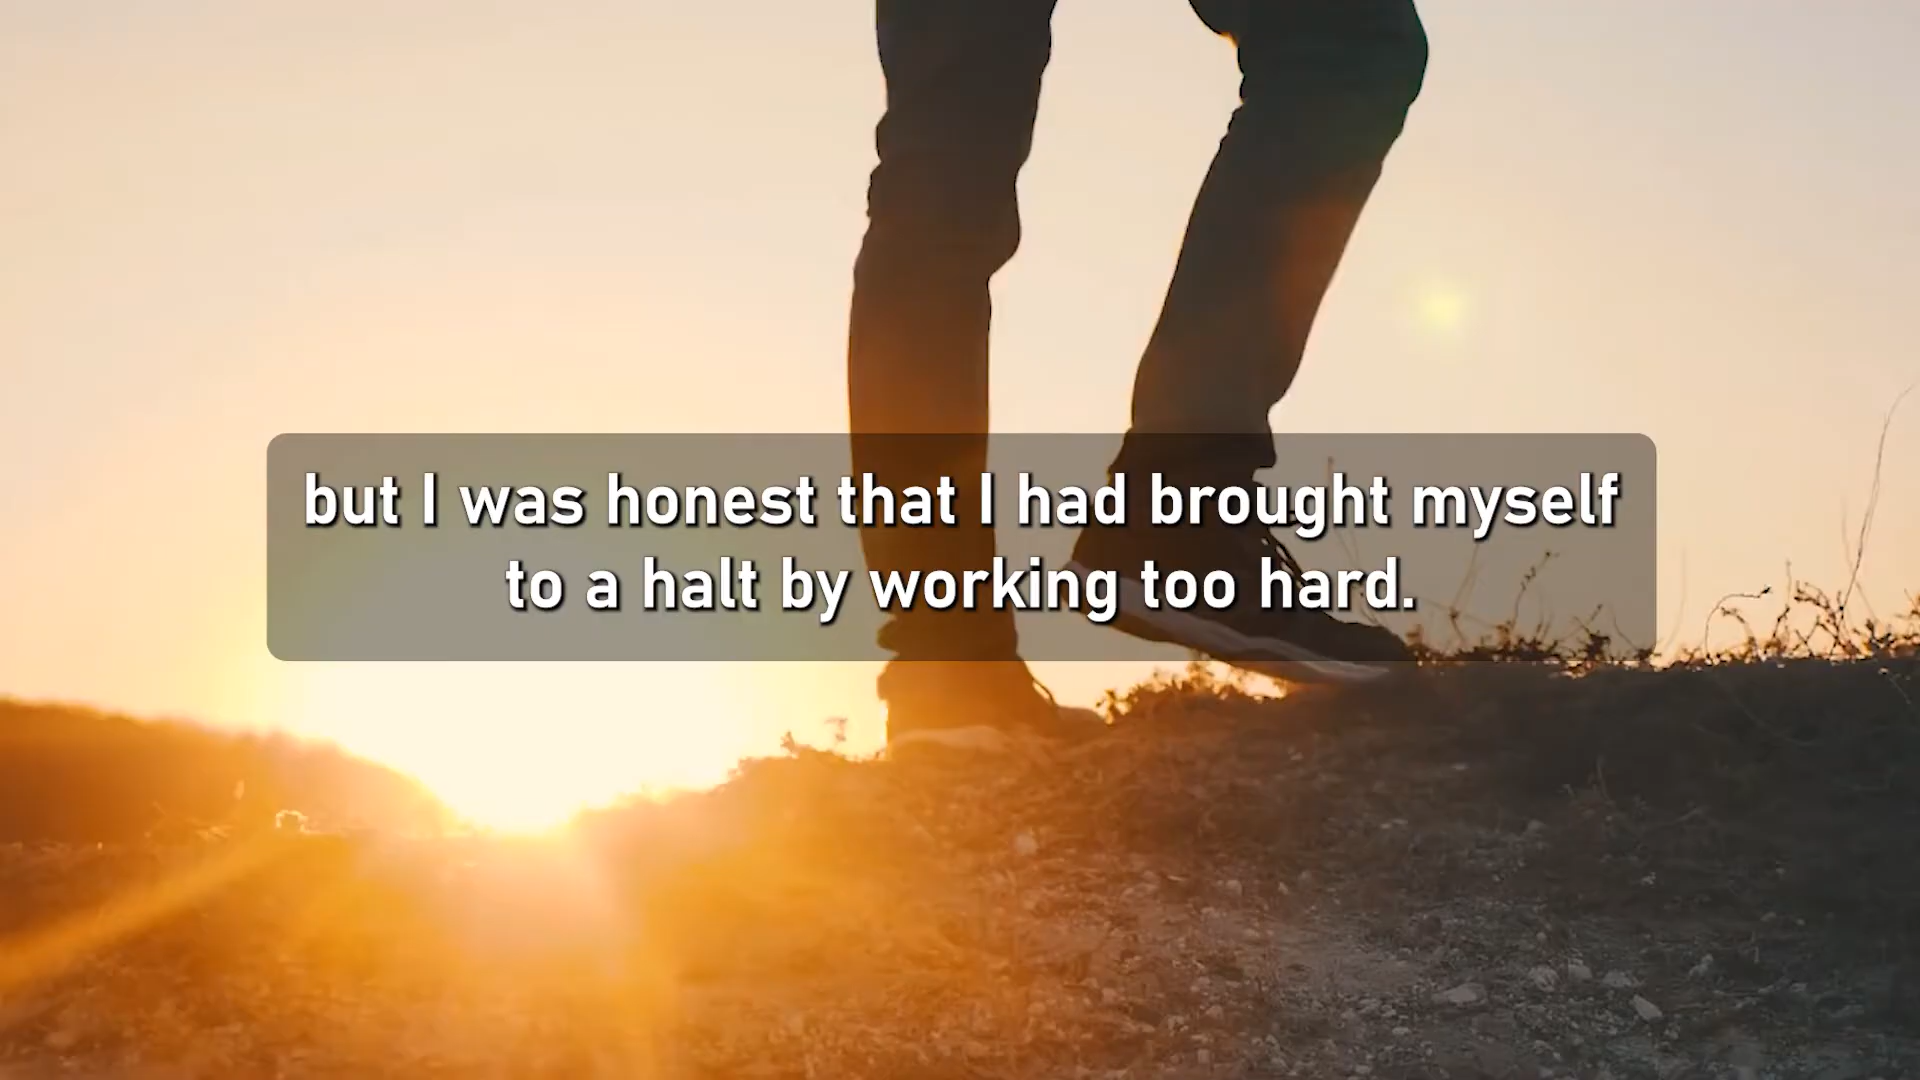 but I was honest that I had brought myself
to a halt by working too hard.